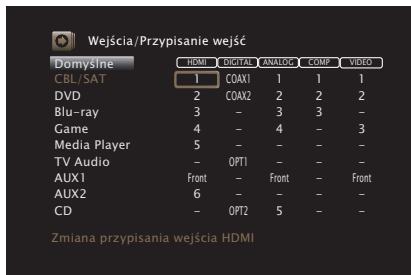 Wejścia/Przypisanie wejść
Domyślne HDMI DIGITAL ANALOG COMP VIDEO
CBL/SAT 1 COAX1 1 1 1
DVD 2 COAX2 2 2 2
Blu-ray 3 – 3 3 –
Game 4 – 4 – 3
Media Player 5 – – – –
TV Audio – OPT1 – – –
AUX1 Front – Front – Front
AUX2 6 – – – –
CD – OPT2 5 – –
Zmiana przypisania wejścia HDMI